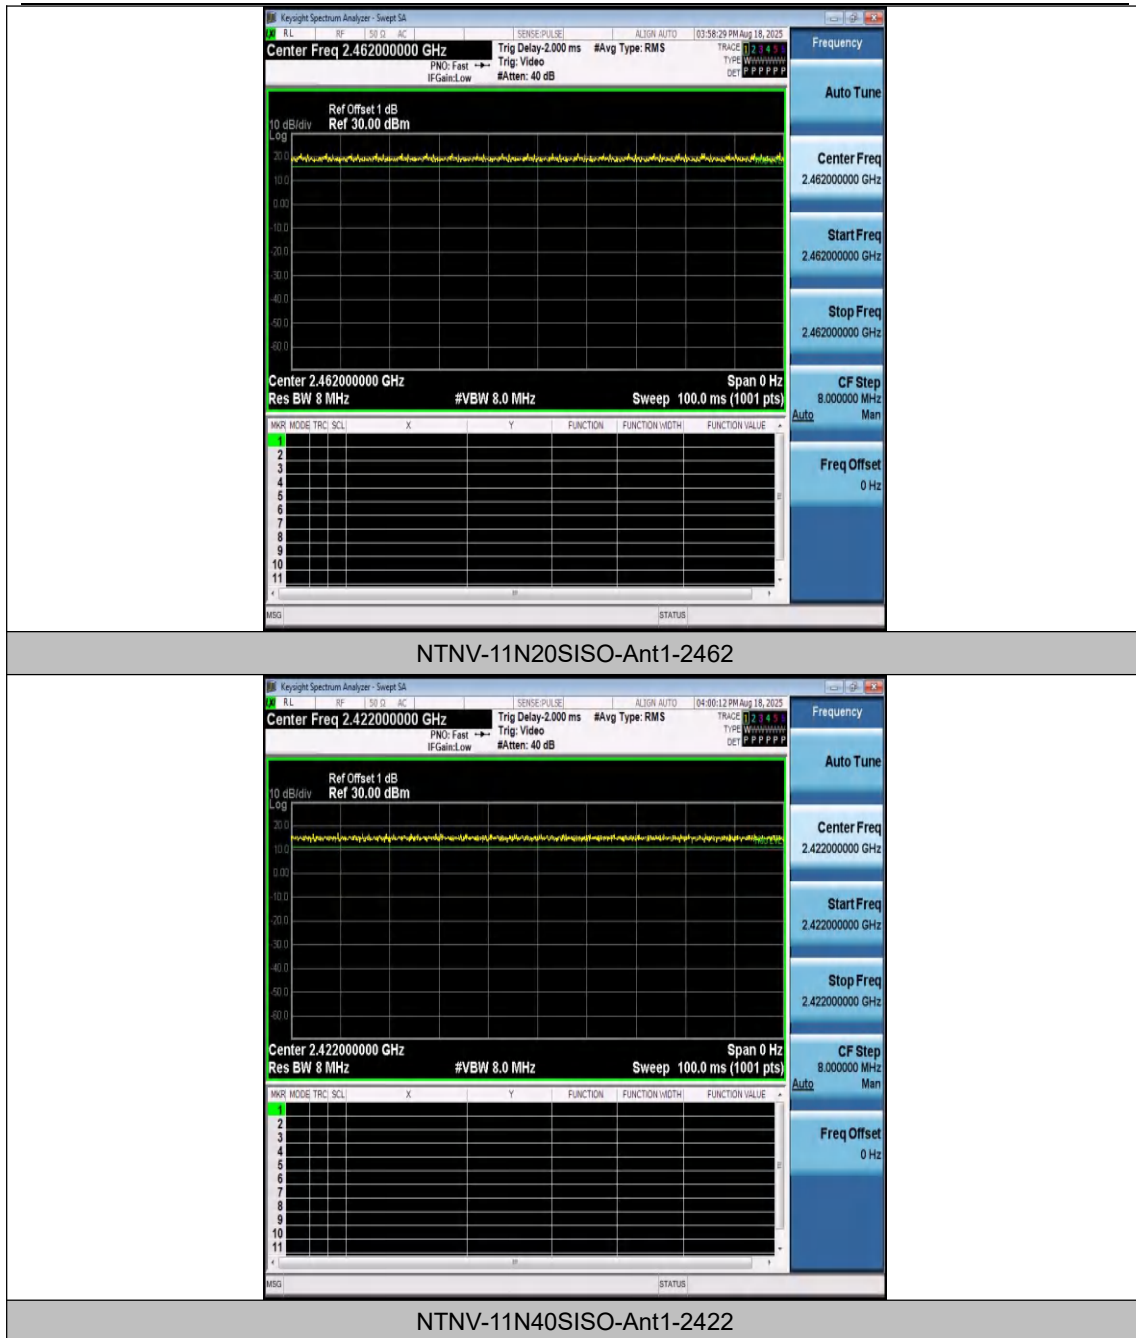 Keysight Spectrum Analyzer - Swept SA
RL RF 50 Ω AC SENSE:PULSE ALIGN AUTO 03:58:29 PM Aug 18, 2025
Center Freq 2.462000000 GHz Trig Delay-2.000 ms #Avg Type: RMS TRACE 1 2 3 4 5 6
PNO: Fast Trig: Video TYPE WWWWWW
IFGain:Low #Atten: 40 dB DET P P P P P P
Frequency
Auto Tune
Ref Offset 1 dB
10 dB/div Ref 30.00 dBm
Log
20.0
10.0
0.00
-10.0
-20.0
-30.0
-40.0
-50.0
-60.0
Center Freq
2.462000000 GHz
Start Freq
2.462000000 GHz
Stop Freq
2.462000000 GHz
CF Step
8.000000 MHz
Auto Man
Freq Offset
0 Hz
Center 2.462000000 GHz Span 0 Hz
Res BW 8 MHz #VBW 8.0 MHz Sweep 100.0 ms (1001 pts)
MKR MODE TRC SCL X Y FUNCTION FUNCTION WIDTH FUNCTION VALUE
1
2
3
4
5
6
7
8
9
10
11
MSG STATUS
NTNV-11N20SISO-Ant1-2462
Keysight Spectrum Analyzer - Swept SA
RL RF 50 Ω AC SENSE:PULSE ALIGN AUTO 04:00:12 PM Aug 18, 2025
Center Freq 2.422000000 GHz Trig Delay-2.000 ms #Avg Type: RMS TRACE 1 2 3 4 5 6
PNO: Fast Trig: Video TYPE WWWWWW
IFGain:Low #Atten: 40 dB DET P P P P P P
Frequency
Auto Tune
Ref Offset 1 dB
10 dB/div Ref 30.00 dBm
Log
20.0
10.0
0.00
-10.0
-20.0
-30.0
-40.0
-50.0
-60.0
TRIG LVL
Center Freq
2.422000000 GHz
Start Freq
2.422000000 GHz
Stop Freq
2.422000000 GHz
CF Step
8.000000 MHz
Auto Man
Freq Offset
0 Hz
Center 2.422000000 GHz Span 0 Hz
Res BW 8 MHz #VBW 8.0 MHz Sweep 100.0 ms (1001 pts)
MKR MODE TRC SCL X Y FUNCTION FUNCTION WIDTH FUNCTION VALUE
1
2
3
4
5
6
7
8
9
10
11
MSG STATUS
NTNV-11N40SISO-Ant1-2422